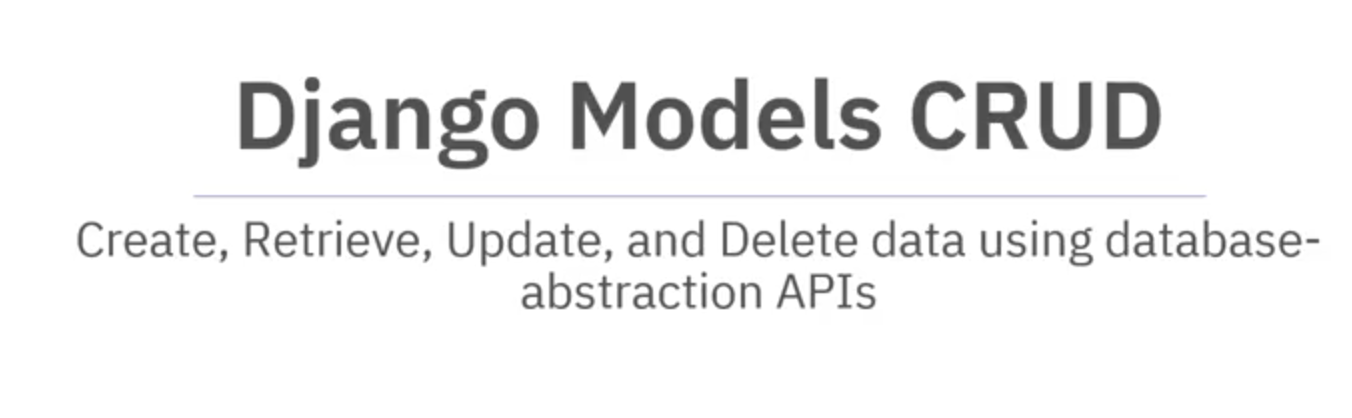 Django Models CRUD
Create, Retrieve, Update, and Delete data using database-
abstraction APIs